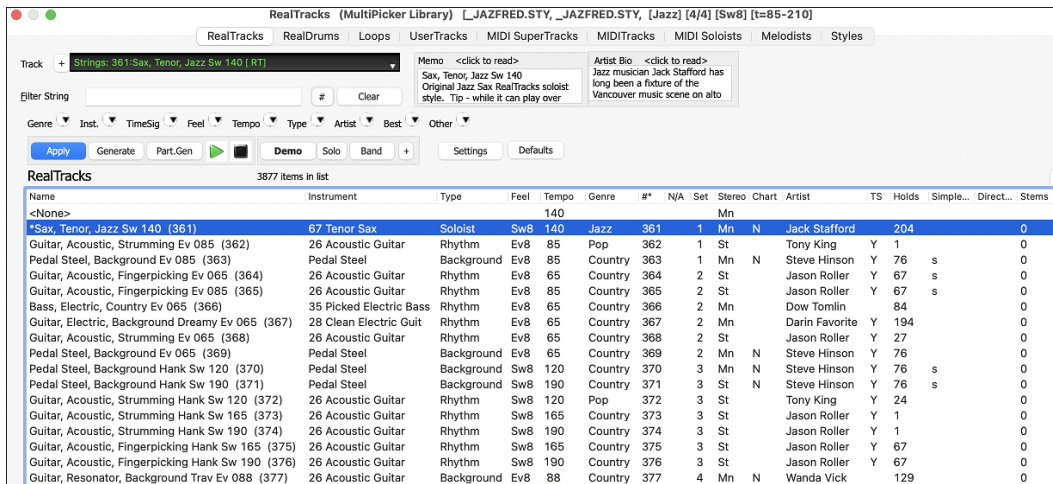 RealTracks (MultiPicker Library) [_JAZFRED.STY, _JAZFRED.STY, [Jazz] [4/4] [Sw8] [t=85-210]
RealTracks RealDrums Loops UserTracks MIDI SuperTracks MIDITracks MIDI Soloists Melodists Styles
Track + Strings: 361:Sax, Tenor, Jazz Sw 140 [ RT]
Memo <click to read>
Sax, Tenor, Jazz Sw 140
Original Jazz Sax RealTracks soloist
style. Tip - while it can play over
Artist Bio <click to read>
Jazz musician Jack Stafford has
long been a fixture of the
Vancouver music scene on alto
Filter String # Clear
Genre Inst. TimeSig Feel Tempo Type Artist Best Other
Apply Generate Part.Gen Demo Solo Band + Settings Defaults
RealTracks 3877 items in list
Name Instrument Type Feel Tempo Genre #* N/A Set Stereo Chart Artist TS Holds Simple... Direct... Stems
<None> 140 Mn
*Sax, Tenor, Jazz Sw 140 (361) 67 Tenor Sax Soloist Sw8 140 Jazz 361 1 Mn N Jack Stafford 204 0
Guitar, Acoustic, Strumming Ev 085 (362) 26 Acoustic Guitar Rhythm Ev8 85 Pop 362 1 St Tony King Y 1 0
Pedal Steel, Background Ev 085 (363) Pedal Steel Background Ev8 85 Country 363 1 Mn N Steve Hinson Y 76 s 0
Guitar, Acoustic, Fingerpicking Ev 065 (364) 26 Acoustic Guitar Rhythm Ev8 65 Country 364 2 St Jason Roller Y 67 s 0
Guitar, Acoustic, Fingerpicking Ev 085 (365) 26 Acoustic Guitar Rhythm Ev8 85 Country 365 2 St Jason Roller Y 67 s 0
Bass, Electric, Country Ev 065 (366) 35 Picked Electric Bass Rhythm Ev8 65 Country 366 2 Mn Dow Tomlin 84 0
Guitar, Electric, Background Dreamy Ev 065 (367) 28 Clean Electric Guit Rhythm Ev8 65 Country 367 2 Mn Darin Favorite Y 194 0
Guitar, Acoustic, Strumming Ev 065 (368) 26 Acoustic Guitar Rhythm Ev8 65 Country 368 2 St Jason Roller Y 27 0
Pedal Steel, Background Ev 065 (369) Pedal Steel Background Ev8 65 Country 369 2 Mn N Steve Hinson Y 76 0
Pedal Steel, Background Hank Sw 120 (370) Pedal Steel Background Sw8 120 Country 370 3 Mn N Steve Hinson Y 76 s 0
Pedal Steel, Background Hank Sw 190 (371) Pedal Steel Background Sw8 190 Country 371 3 St N Steve Hinson Y 76 s 0
Guitar, Acoustic, Strumming Hank Sw 120 (372) 26 Acoustic Guitar Rhythm Sw8 120 Pop 372 3 St Tony King Y 24 0
Guitar, Acoustic, Strumming Hank Sw 165 (373) 26 Acoustic Guitar Rhythm Sw8 165 Country 373 3 St Jason Roller Y 1 0
Guitar, Acoustic, Strumming Hank Sw 190 (374) 26 Acoustic Guitar Rhythm Sw8 190 Country 374 3 St Jason Roller Y 1 0
Guitar, Acoustic, Fingerpicking Hank Sw 165 (375) 26 Acoustic Guitar Rhythm Sw8 165 Country 375 3 St Jason Roller Y 67 0
Guitar, Acoustic, Fingerpicking Hank Sw 190 (376) 26 Acoustic Guitar Rhythm Sw8 190 Country 376 3 St Jason Roller Y 67 0
Guitar, Resonator, Background Trav Ev 088 (377) 26 Acoustic Guitar Background Ev8 88 Country 377 4 Mn N Wanda Vick 129 0